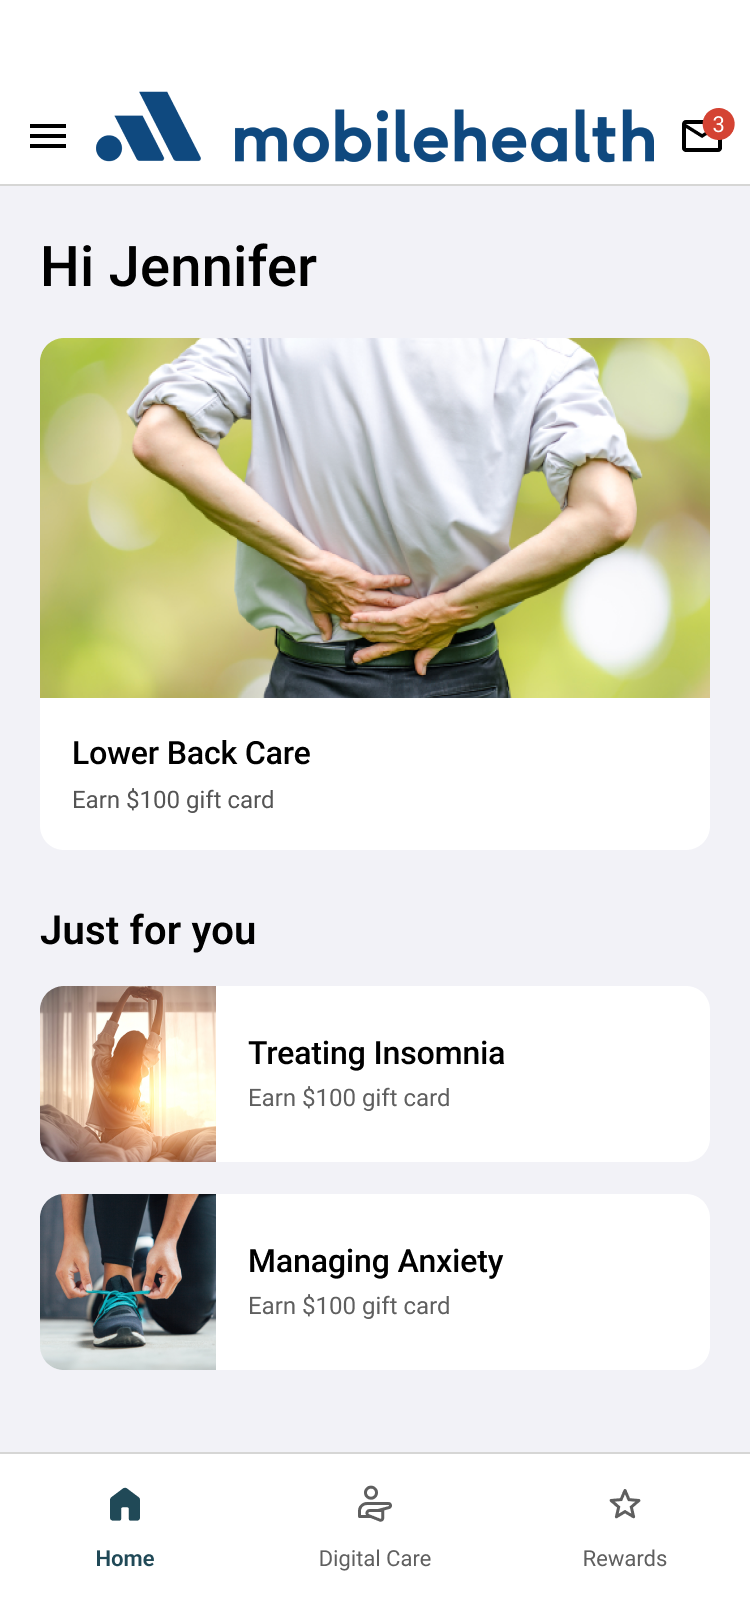 mobilehealth
3
Hi Jennifer
Lower Back Care
Earn $100 gift card
Just for you
Treating Insomnia
Earn $100 gift card
Managing Anxiety
Earn $100 gift card
Home
Digital Care
Rewards